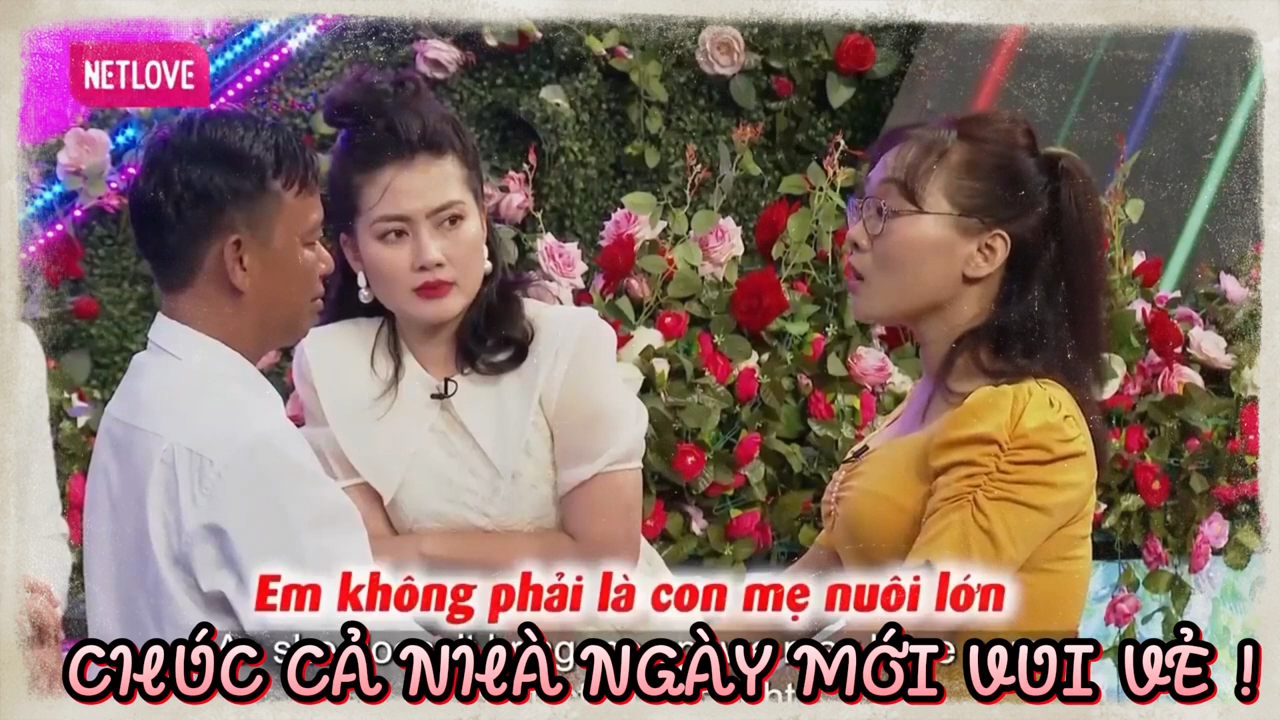 NETLOVE
Em không phải là con mẹ nuôi lớn
CHÚC CẢ NHÀ NGÀY MỚI VUI VẺ !